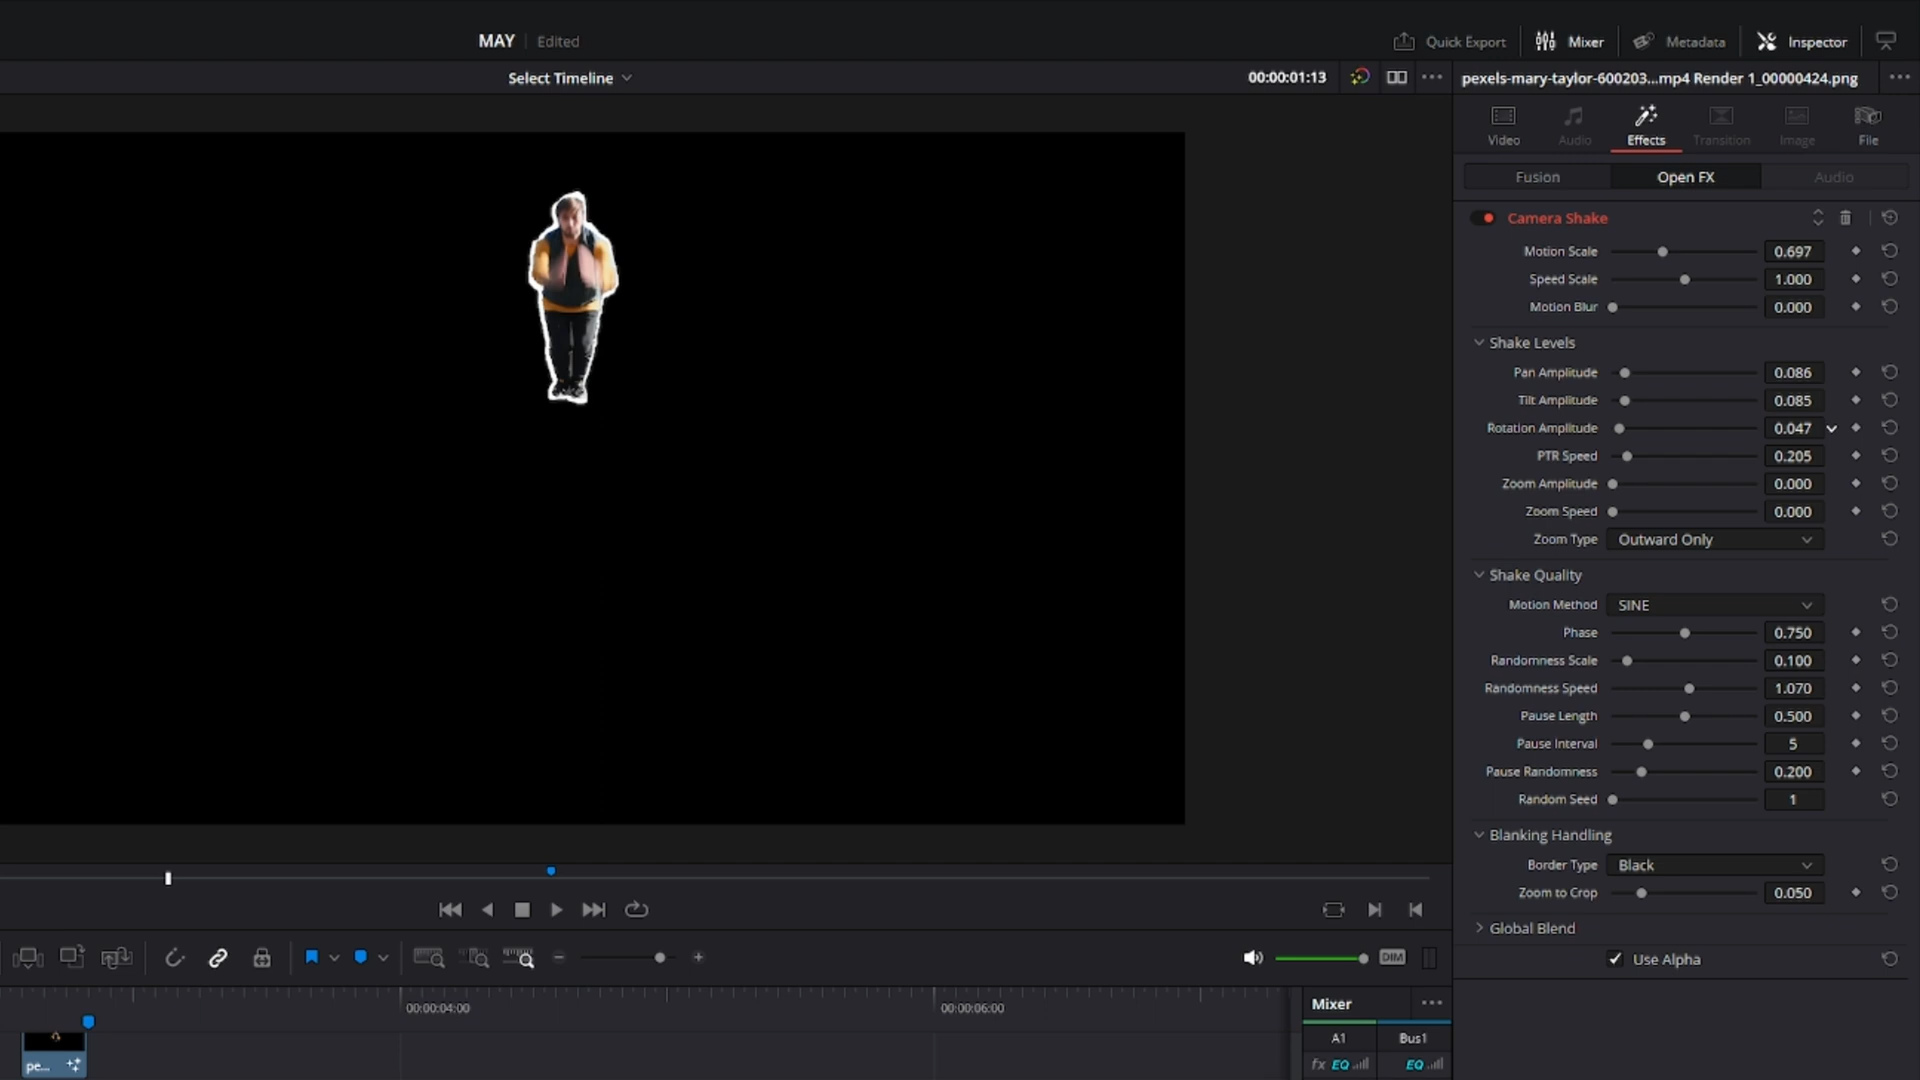 MAY Edited
Quick Export Mixer Metadata Inspector
Select Timeline 00:00:01:13
pexels-mary-taylor-600203...mp4 Render 1_00000424.png
Video Audio Effects Transition Image File
Fusion Open FX Audio
Camera Shake
Motion Scale 0.697
Speed Scale 1.000
Motion Blur 0.000
Shake Levels
Pan Amplitude 0.086
Tilt Amplitude 0.085
Rotation Amplitude 0.047
PTR Speed 0.205
Zoom Amplitude 0.000
Zoom Speed 0.000
Zoom Type Outward Only
Shake Quality
Motion Method SINE
Phase 0.750
Randomness Scale 0.100
Randomness Speed 1.070
Pause Length 0.500
Pause Interval 5
Pause Randomness 0.200
Random Seed 1
Blanking Handling
Border Type Black
Zoom to Crop 0.050
Global Blend
Use Alpha
DIM
00:00:04:00 00:00:06:00
Mixer
A1 Bus1
fx EQ EQ
pe...